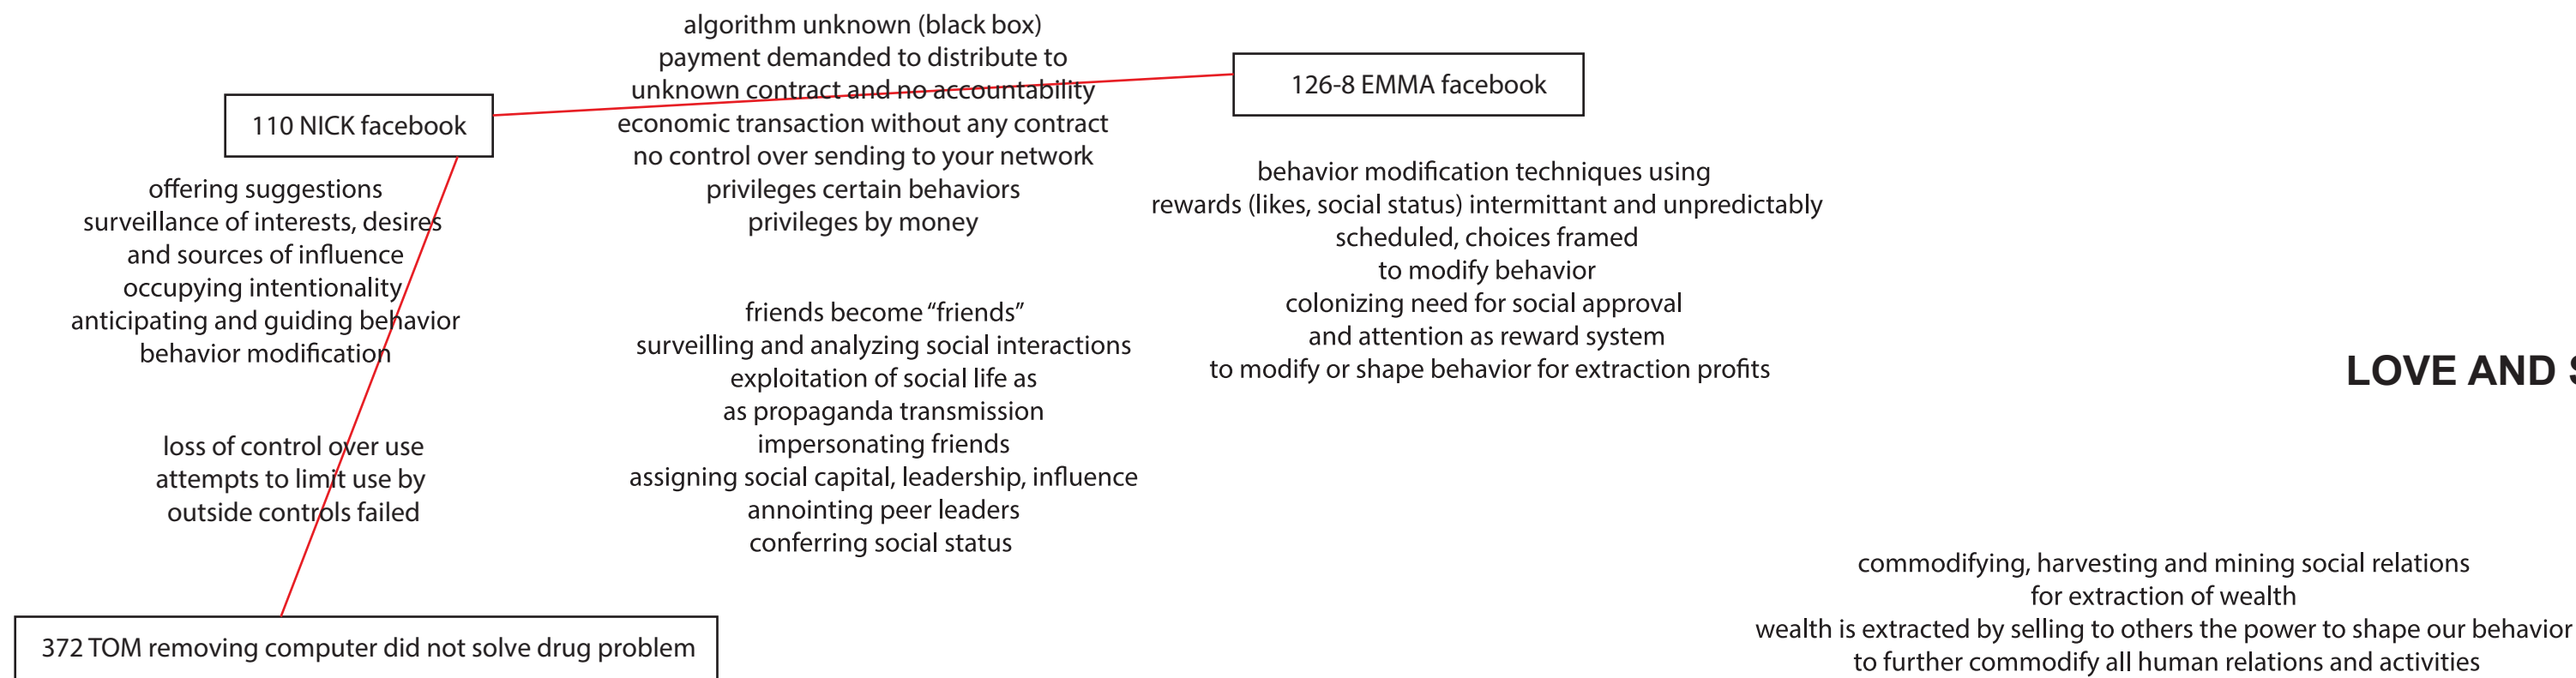 algorithm unknown (black box)
payment demanded to distribute to
unknown contract and no accountability
economic transaction without any contract
no control over sending to your network
privileges certain behaviors
privileges by money
126-8 EMMA facebook
110 NICK facebook
offering suggestions
surveillance of interests, desires
and sources of influence
occupying intentionality
anticipating and guiding behavior
behavior modification
behavior modification techniques using
rewards (likes, social status) intermittant and unpredictably
scheduled, choices framed
to modify behavior
colonizing need for social approval
and attention as reward system
to modify or shape behavior for extraction profits
friends become “friends”
surveilling and analyzing social interactions
exploitation of social life as
as propaganda transmission
impersonating friends
assigning social capital, leadership, influence
annointing peer leaders
conferring social status
LOVE AND S
loss of control over use
attempts to limit use by
outside controls failed
commodifying, harvesting and mining social relations
for extraction of wealth
wealth is extracted by selling to others the power to shape our behavior
to further commodify all human relations and activities
372 TOM removing computer did not solve drug problem